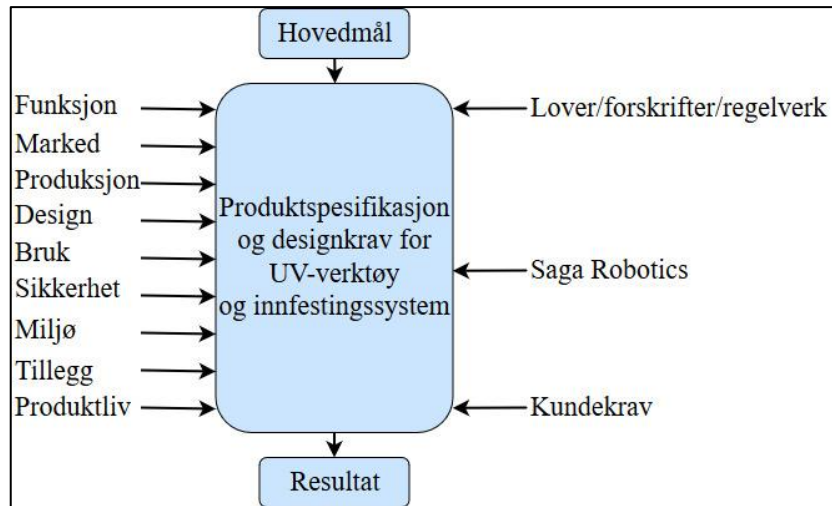 Hovedmål
Funksjon
Marked
Produksjon
Design
Bruk
Sikkerhet
Miljø
Tillegg
Produktliv
Produktspesifikasjon
og designkrav for
UV-verktøy
og innfestingssystem
Lover/forskrifter/regelverk
Saga Robotics
Kundekrav
Resultat